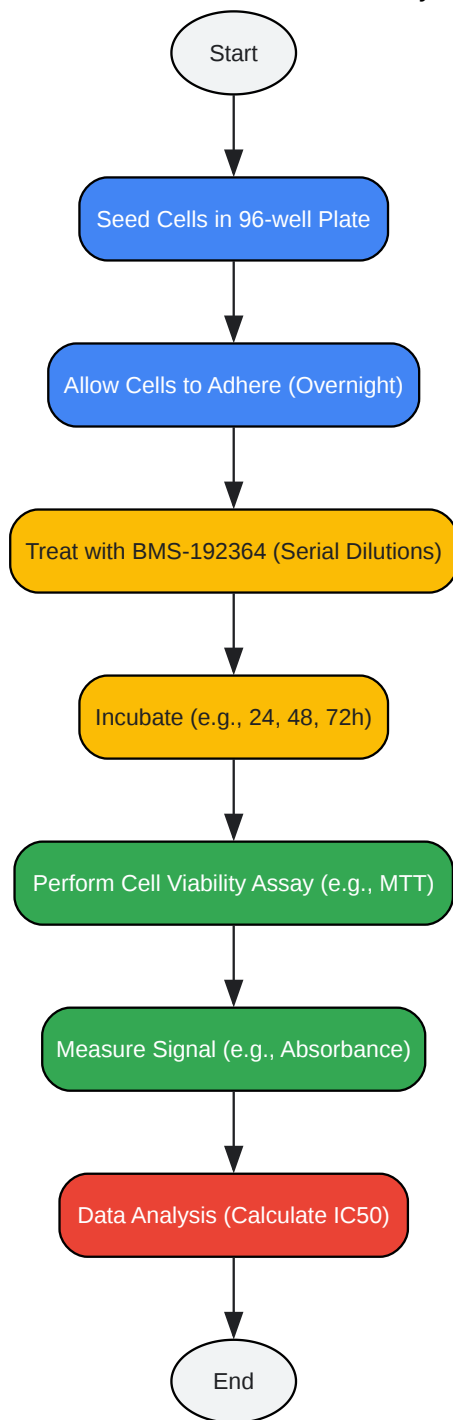 Start
Seed Cells in 96-well Plate
Allow Cells to Adhere (Overnight)
Treat with BMS-192364 (Serial Dilutions)
Incubate (e.g., 24, 48, 72h)
Perform Cell Viability Assay (e.g., MTT)
Measure Signal (e.g., Absorbance)
Data Analysis (Calculate IC50)
End